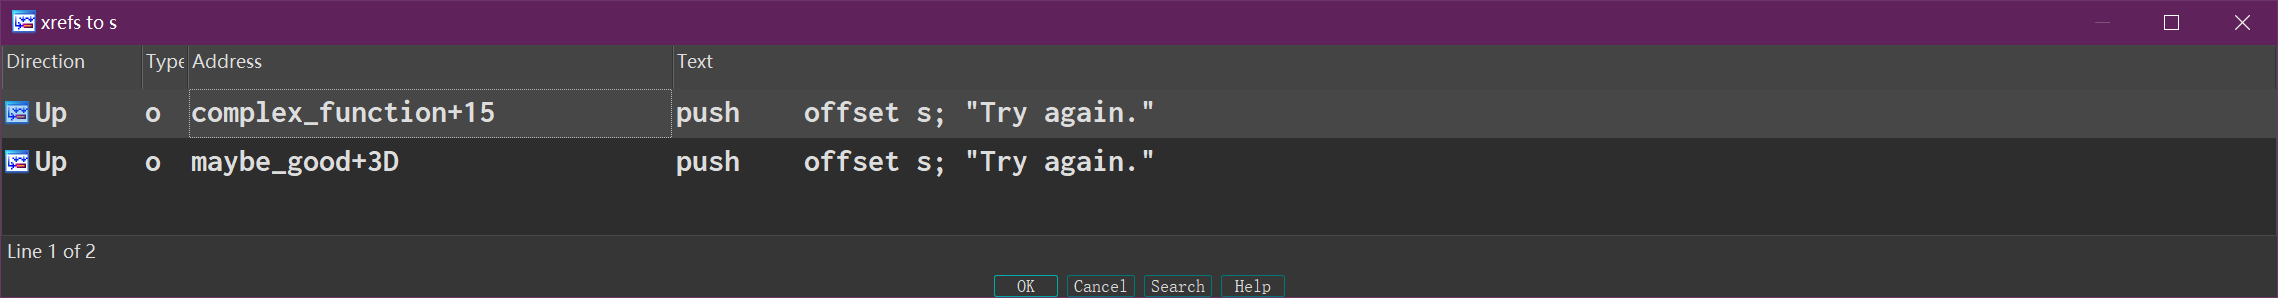 xrefs to s
Direction Type Address Text
Up o complex_function+15 push offset s; "Try again."
Up o maybe_good+3D push offset s; "Try again."
Line 1 of 2
OK Cancel Search Help